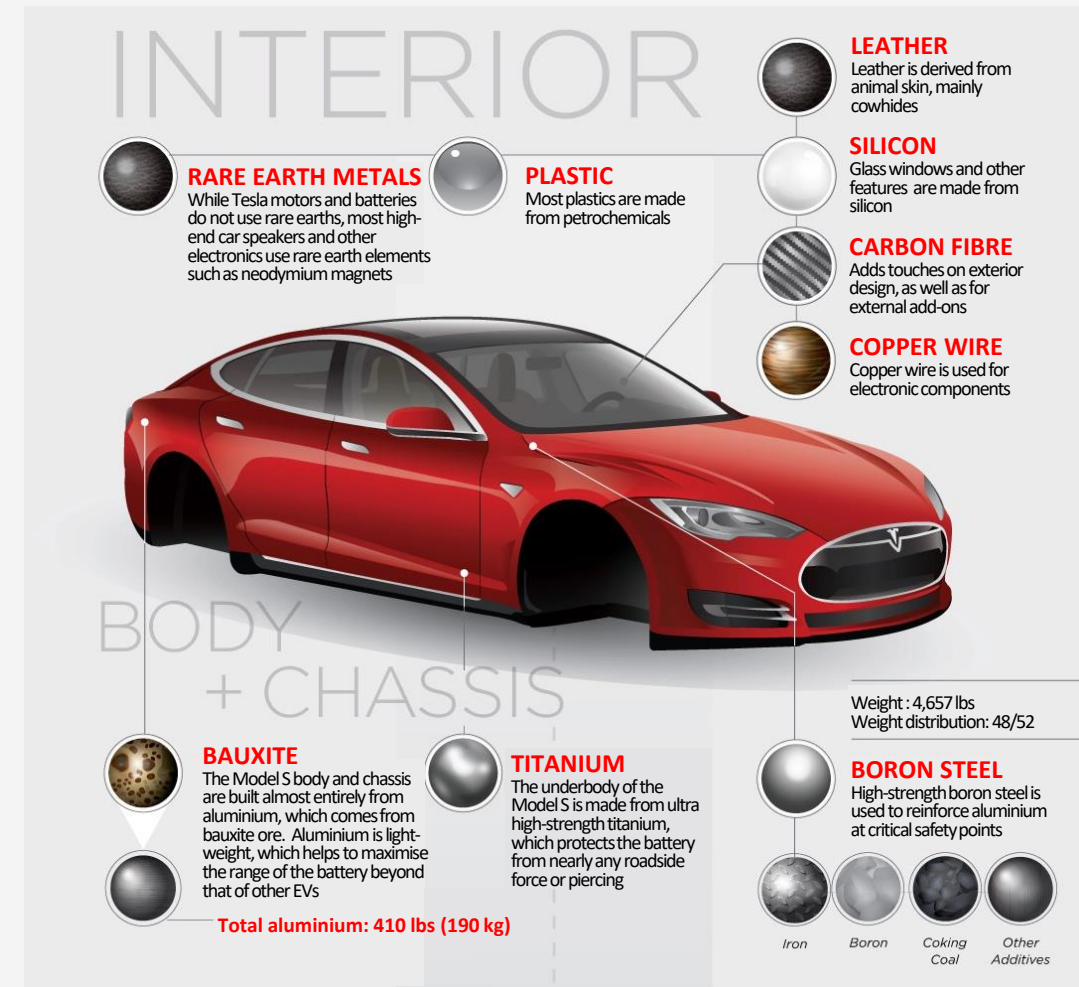 INTERIOR
LEATHER
Leather is derived from
animal skin, mainly
cowhides
RARE EARTH METALS
While Tesla motors and batteries
do not use rare earths, most high-
end car speakers and other
electronics use rare earth elements
such as neodymium magnets
PLASTIC
Most plastics are made
from petrochemicals
SILICON
Glass windows and other
features are made from
silicon
CARBON FIBRE
Adds touches on exterior
design, as well as for
external add-ons
COPPER WIRE
Copper wire is used for
electronic components
BODY
+ CHASSIS
Weight : 4,657 lbs
Weight distribution: 48/52
BAUXITE
The Model S body and chassis
are built almost entirely from
aluminium, which comes from
bauxite ore. Aluminium is light-
weight, which helps to maximise
the range of the battery beyond
that of other EVs
Total aluminium: 410 lbs (190 kg)
TITANIUM
The underbody of the
Model S is made from ultra
high-strength titanium,
which protects the battery
from nearly any roadside
force or piercing
BORON STEEL
High-strength boron steel is
used to reinforce aluminium
at critical safety points
Iron
Boron
Coking
Coal
Other
Additives